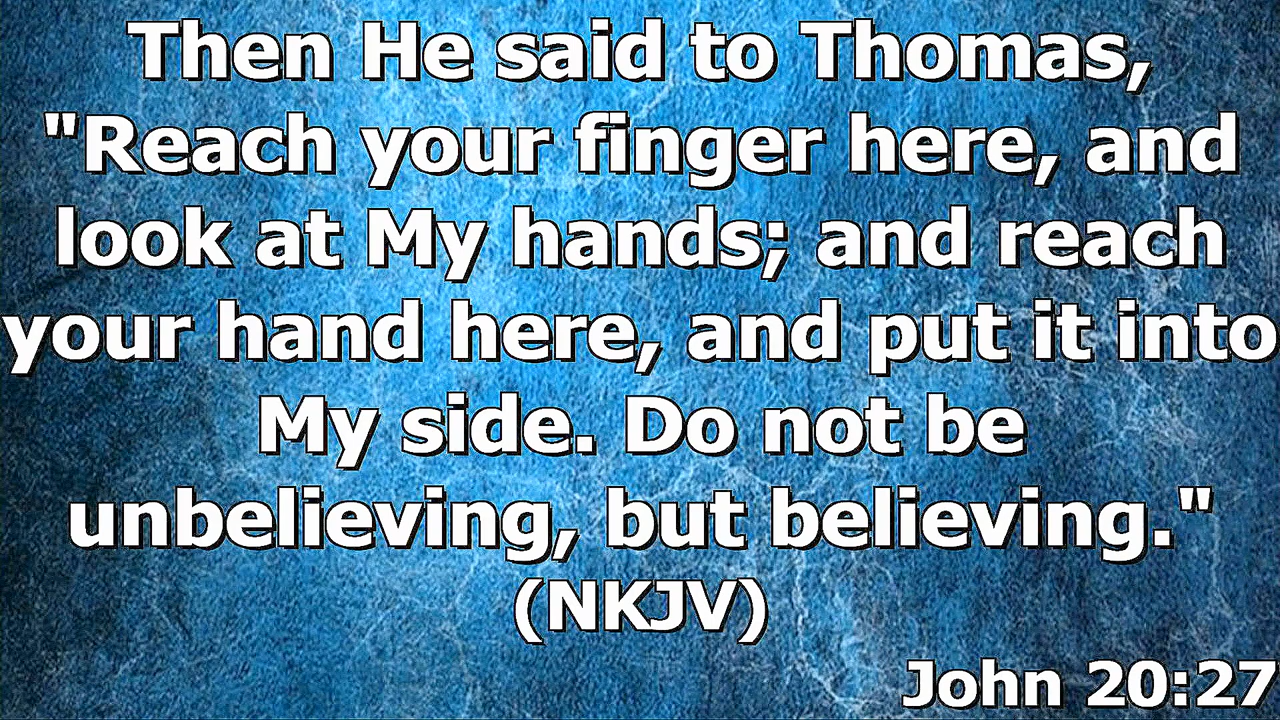 Then He said to Thomas,
"Reach your finger here, and
look at My hands; and reach
your hand here, and put it into
My side. Do not be
unbelieving, but believing."
(NKJV)
John 20:27